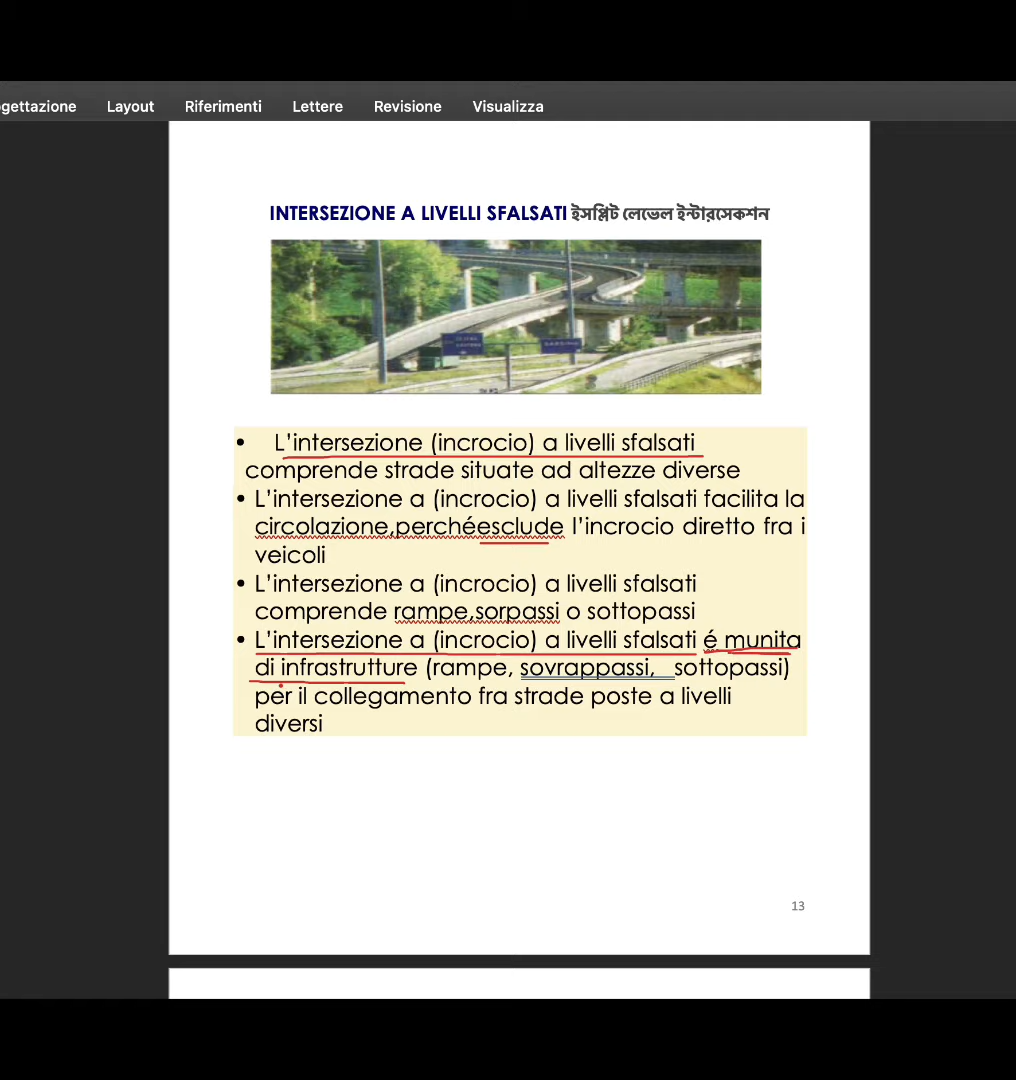 gettazione Layout Riferimenti Lettere Revisione Visualizza
INTERSEZIONE A LIVELLI SFALSATI ইসপ্লিট লেভেল ইন্টারসেকশন
• L’intersezione (incrocio) a livelli sfalsati
comprende strade situate ad altezze diverse
• L’intersezione a (incrocio) a livelli sfalsati facilita la
circolazione,perchéesclude l’incrocio diretto fra i
veicoli
• L’intersezione a (incrocio) a livelli sfalsati
comprende rampe,sorpassi o sottopassi
• L’intersezione a (incrocio) a livelli sfalsati é munita
di infrastrutture (rampe, sovrappassi, sottopassi)
per il collegamento fra strade poste a livelli
diversi
13